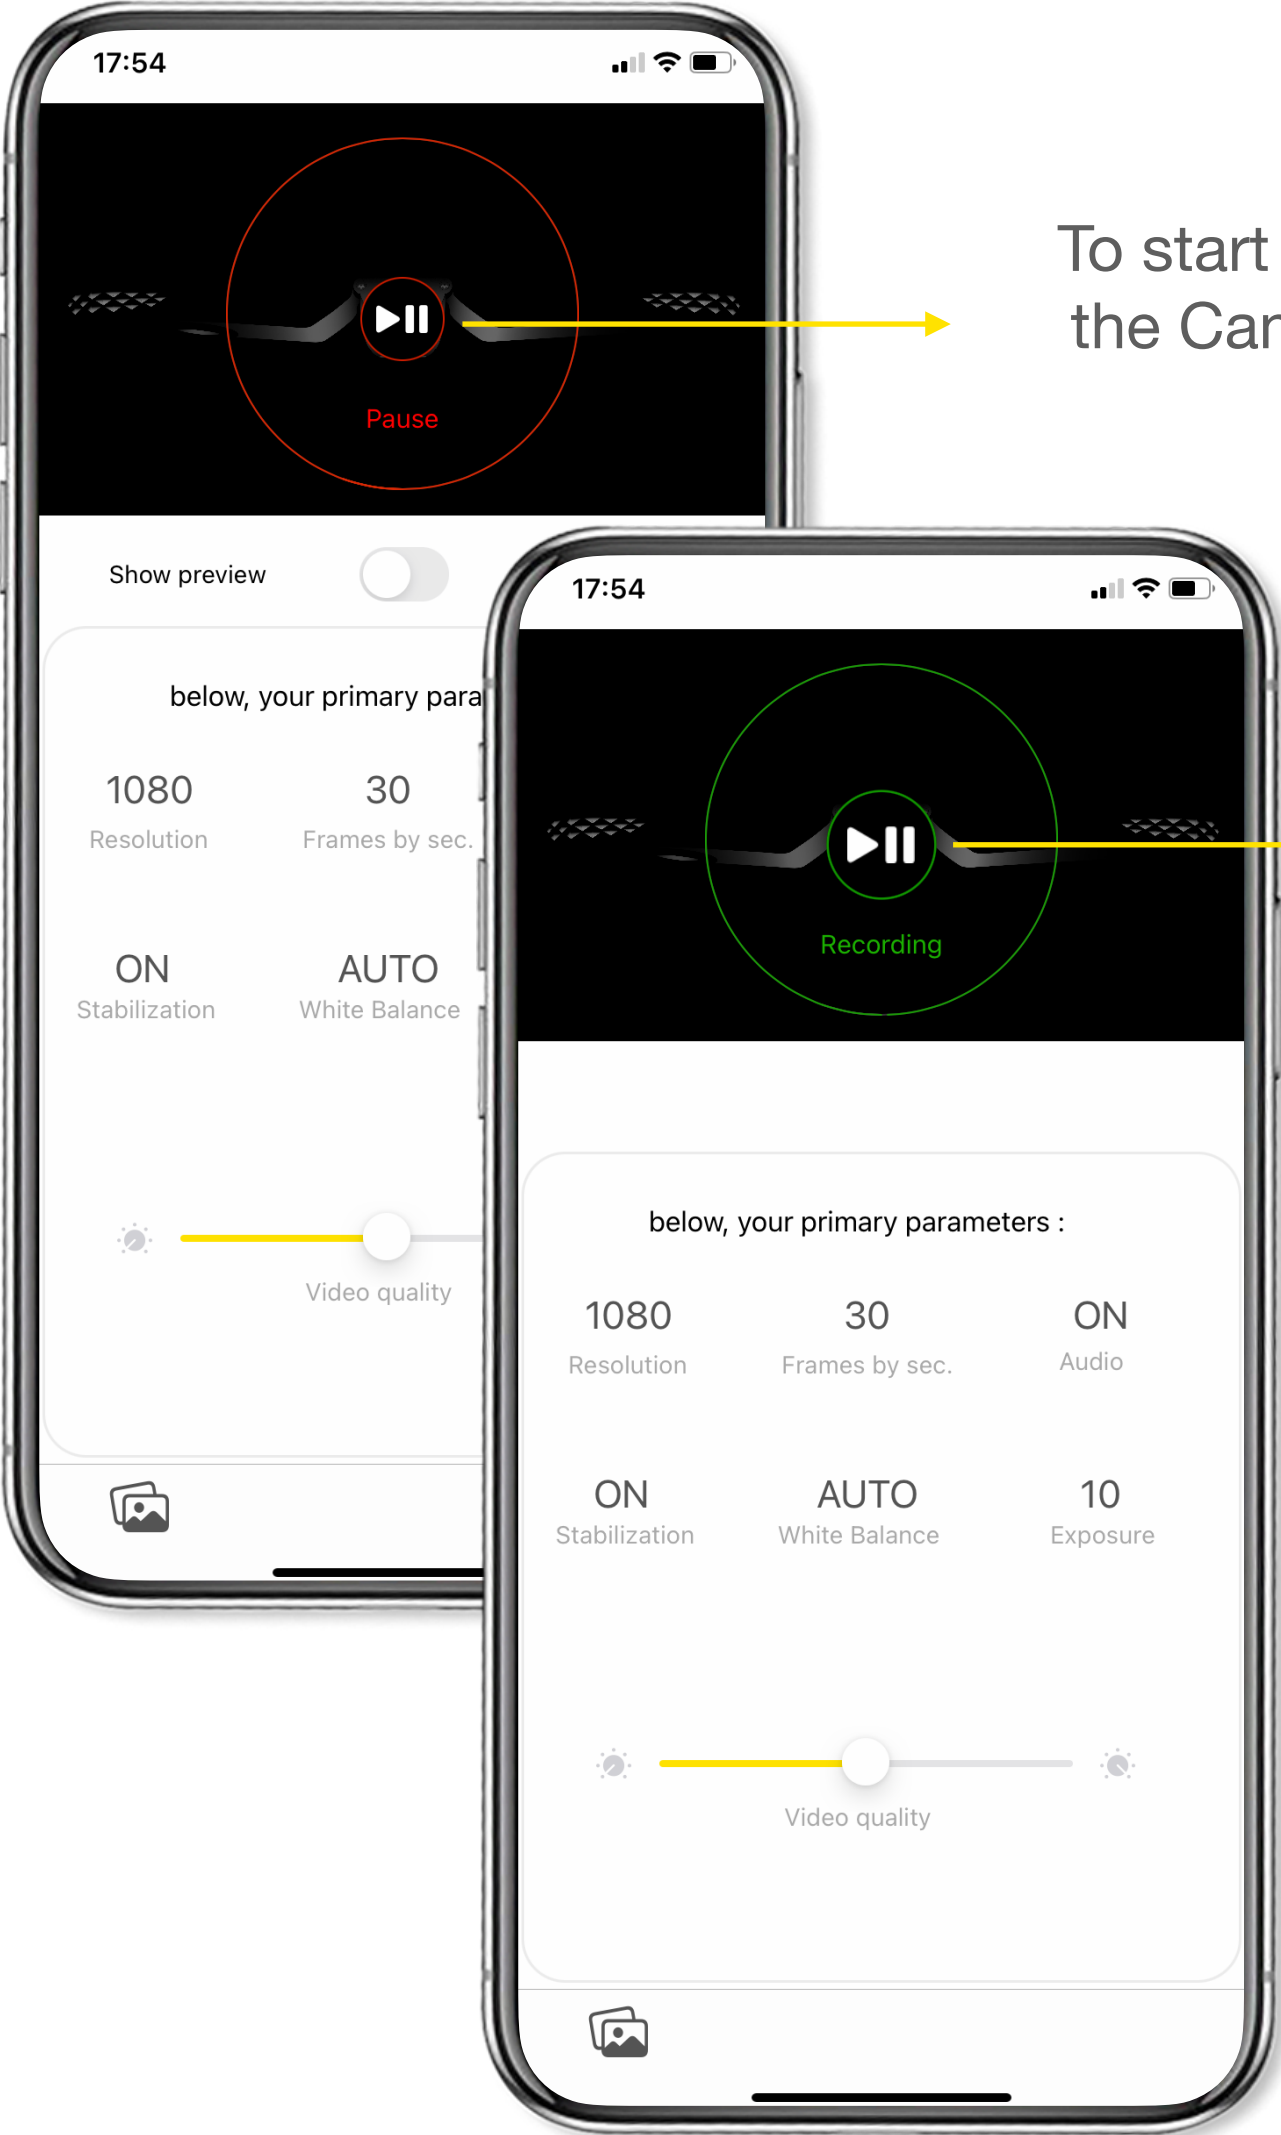 17:54
Pause
To start
the
Show preview
below, your primary
1080
30
Resolution
Frames by sec.
ON
AUTO
Stabilization
White Balance
Video quality
17:54
Recording
below, your primary parameters :
1080
30
ON
Resolution
Frames by sec.
Audio
ON
AUTO
10
Stabilization
White Balance
Exposure
Video quality